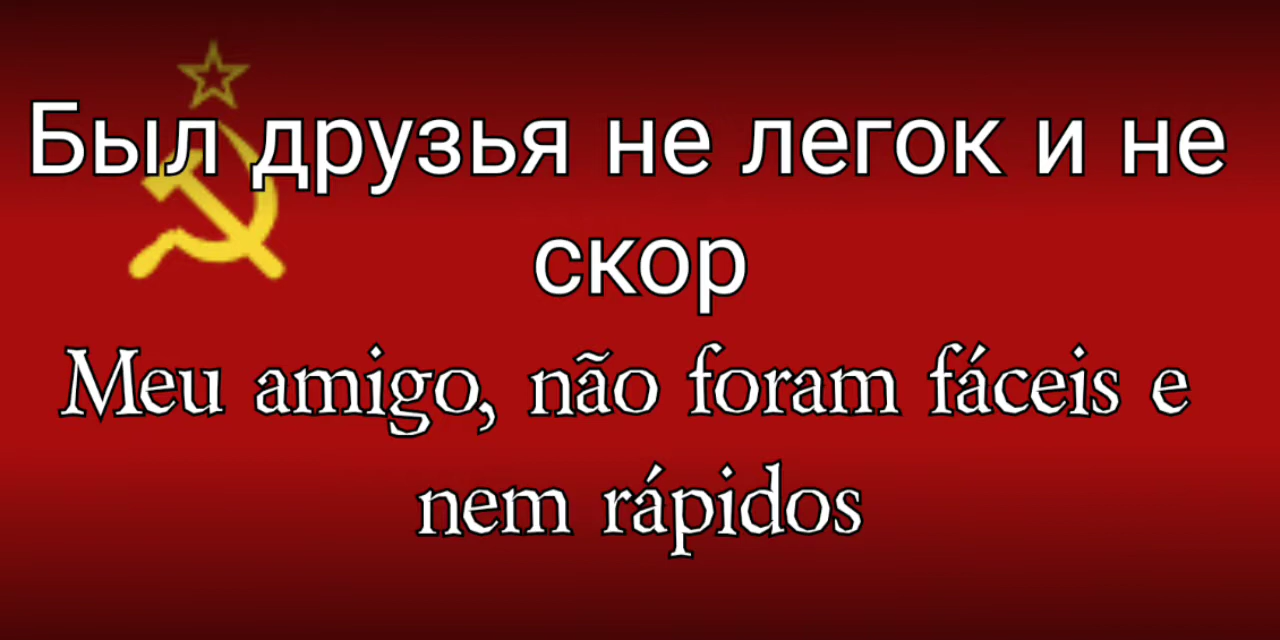 Был друзья не легок и не
скор
Meu amigo, não foram fáceis e
nem rápidos